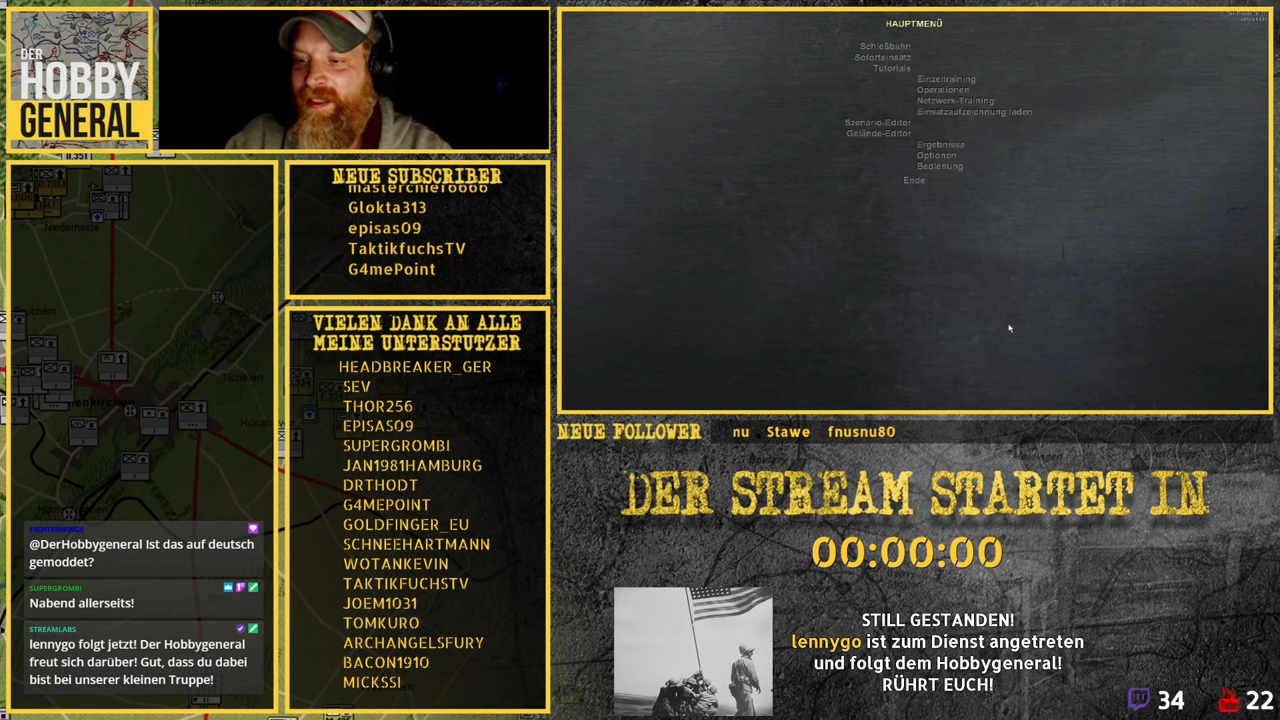 DER
HOBBY
GENERAL
NEUE SUBSCRIBER
masterchief6666
Glokta313
episas09
TaktikfuchsTV
G4mePoint
VIELEN DANK AN ALLE
MEINE UNTERSTUTZER
HEADBREAKER_GER
SEV
THOR256
EPISAS09
SUPERGROMBI
JAN1981HAMBURG
DRTHODT
G4MEPOINT
GOLDFINGER_EU
SCHNEEHARTMANN
WOTANKEVIN
TAKTIKFUCHSTV
JOEM1031
TOMKURO
ARCHANGELSFURY
BACON1910
MICKSSI
Niederheide
@DerHobbygeneral Ist das auf deutsch
gemoddet?
SUPERGROMBI
Nabend allerseits!
STREAMLABS
lennygo folgt jetzt! Der Hobbygeneral
freut sich darüber! Gut, dass du dabei
bist bei unserer kleinen Truppe!
HAUPTMENÜ
Schießbahn
Soforteinsatz
Tutorials
Einzeltraining
Operationen
Netzwerk-Training
Einsatzaufzeichnung laden
Szenario-Editor
Gelände-Editor
Ergebnisse
Optionen
Bedienung
Ende
NEUE FOLLOWER
nu Stawe fnusnu80
DER STREAM STARTET IN
00:00:00
STILL GESTANDEN!
lennygo ist zum Dienst angetreten
und folgt dem Hobbygeneral!
RÜHRT EUCH!
34
22